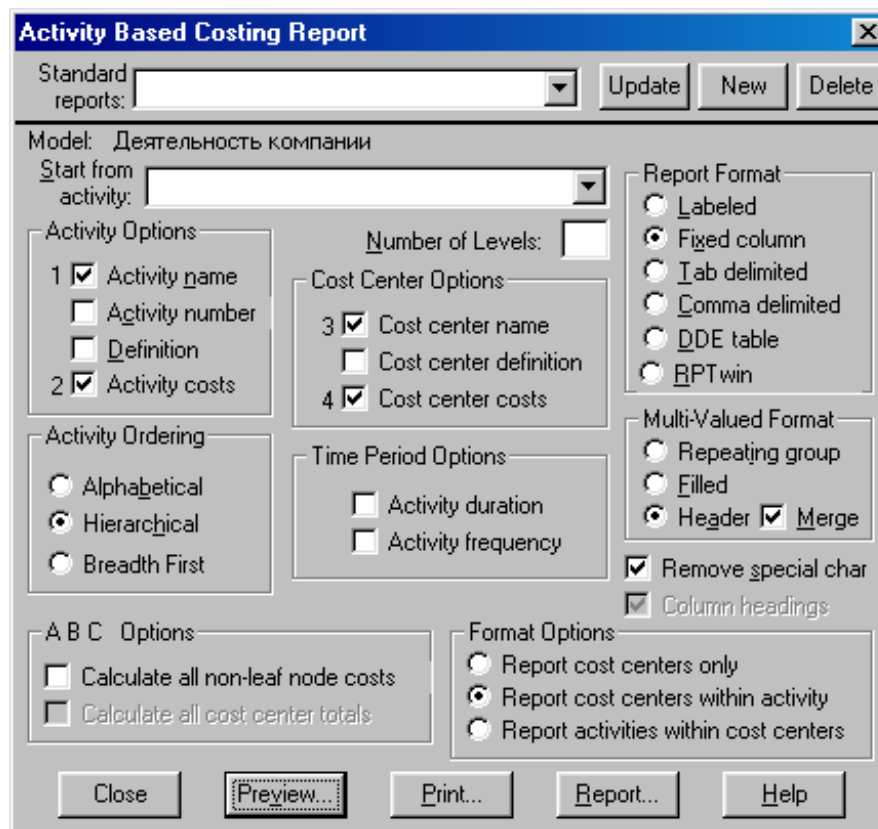 Activity Based Costing Report
Standard
reports:
Update
New
Delete
Model: Деятельность компании
Start from
activity:
Number of Levels:
Activity Options
1 Activity name
Activity number
Definition
2 Activity costs
Cost Center Options
3 Cost center name
Cost center definition
4 Cost center costs
Report Format
Labeled
Fixed column
Tab delimited
Comma delimited
DDE table
RPTwin
Activity Ordering
Alphabetical
Hierarchical
Breadth First
Time Period Options
Activity duration
Activity frequency
Multi-Valued Format
Repeating group
Filled
Header Merge
Remove special char
Column headings
A B C Options
Calculate all non-leaf node costs
Calculate all cost center totals
Format Options
Report cost centers only
Report cost centers within activity
Report activities within cost centers
Close
Preview...
Print...
Report...
Help